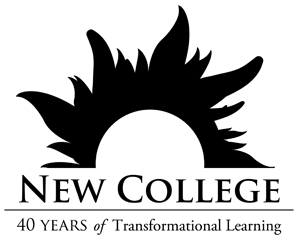 NEW COLLEGE
40 YEARS of Transformational Learning